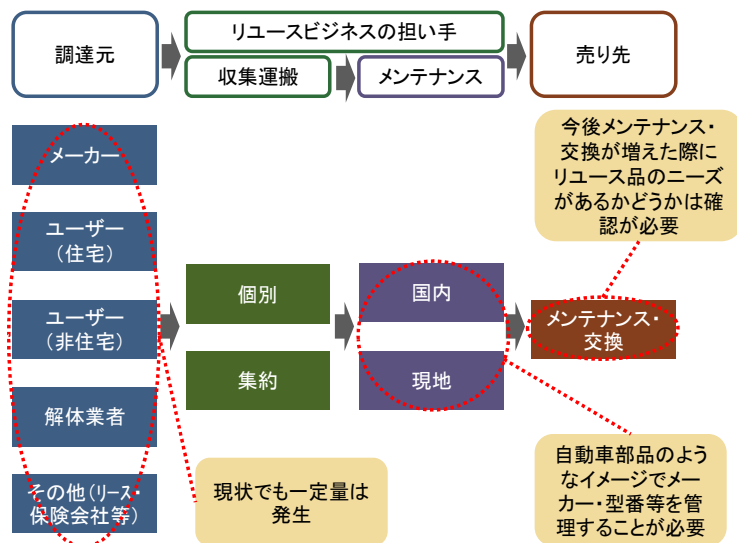 調達元
リユースビジネスの担い手
収集運搬
メンテナンス
売り先
メーカー
ユーザー
(住宅)
ユーザー
(非住宅)
解体業者
その他(リース・
保険会社等)
個別
集約
国内
現地
メンテナンス・
交換
今後メンテナンス・
交換が増えた際に
リユース品のニーズ
があるかどうかは確
認が必要
現状でも一定量は
発生
自動車部品のよう
なイメージでメー
カー・型番等を管
理することが必要